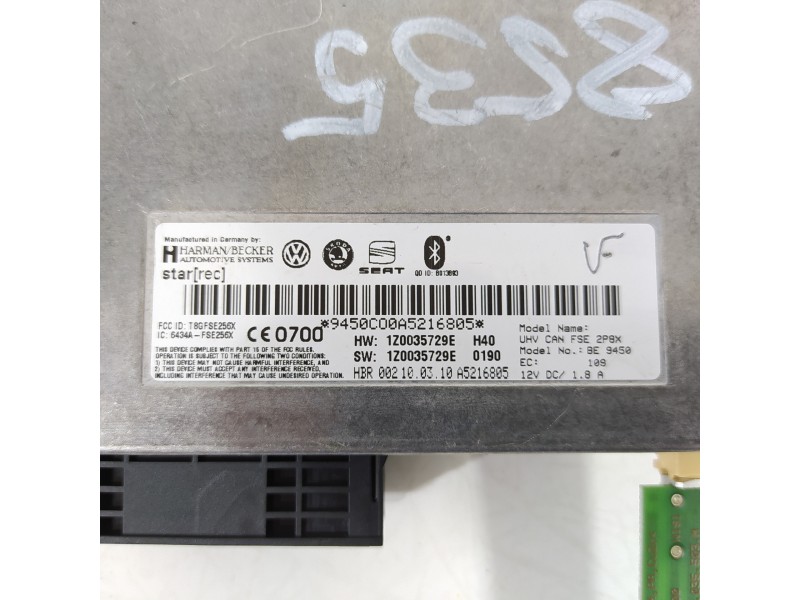 8535
Manufactured in Germany by:
HARMAN/BECKER
AUTOMOTIVE SYSTEMS
star[rec]
SEAT
QD ID: B013893
VF
FCC ID: T8GFSE256X
IC: 6434A-FSE256X
CE 0700
*9450CO0A5216805*
HW: 1Z0035729E H40
SW: 1Z0035729E 0190
HBR 002 10.03.10 A5216805
THIS DEVICE COMPLIES WITH PART 15 OF THE FCC RULES.
OPERATION IS SUBJECT TO THE FOLLOWING TWO CONDITIONS:
1) THIS DEVICE MAY NOT CAUSE HARMFUL INTERFERENCE, AND
2) THIS DEVICE MUST ACCEPT ANY INTERFERENCE RECEIVED,
INCLUDING INTERFERENCE THAT MAY CAUSE UNDESIRED OPERATION.
Model Name:
UHV CAN FSE 2P8X
Model No.: BE 9450
EC: 109
12V DC/ 1.8 A